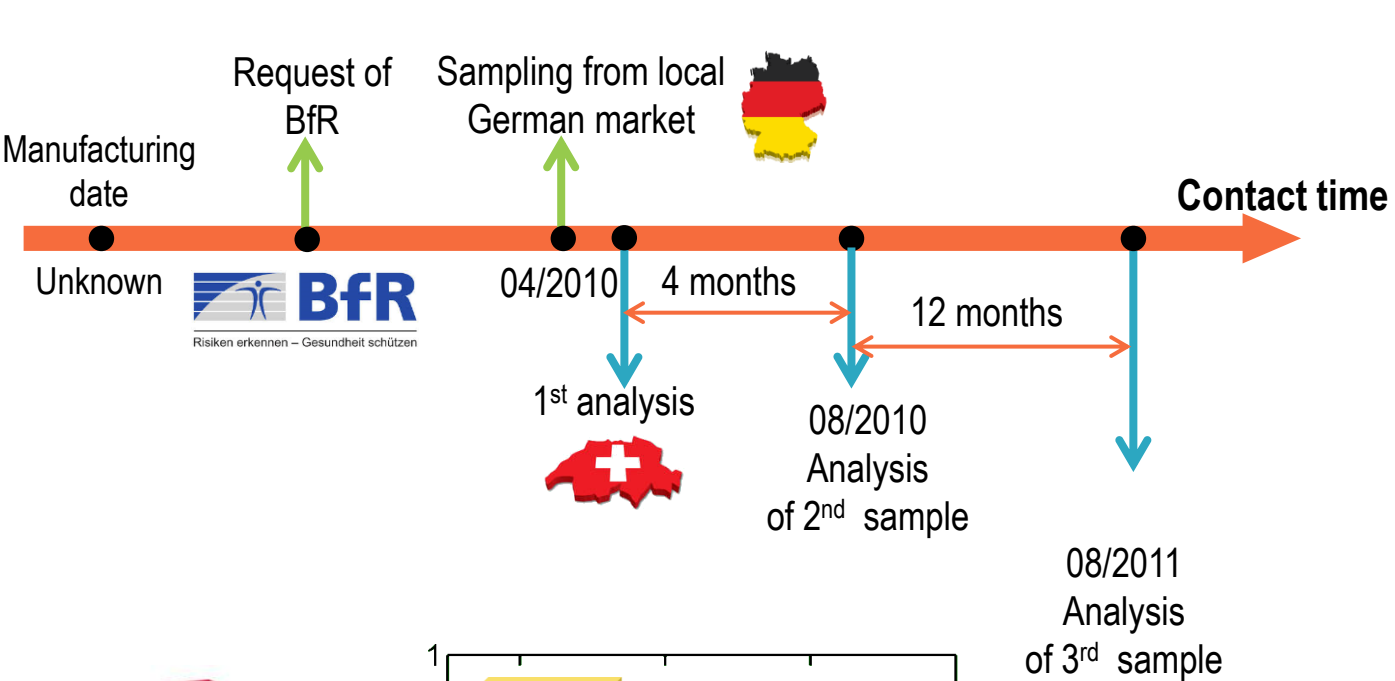 Request of
BfR
Sampling from local
German market
Manufacturing
date
Contact time
Unknown
BfR
Risiken erkennen – Gesundheit schützen
04/2010
4 months
12 months
1st analysis
08/2010
Analysis
of 2nd sample
08/2011
Analysis
of 3rd sample
1